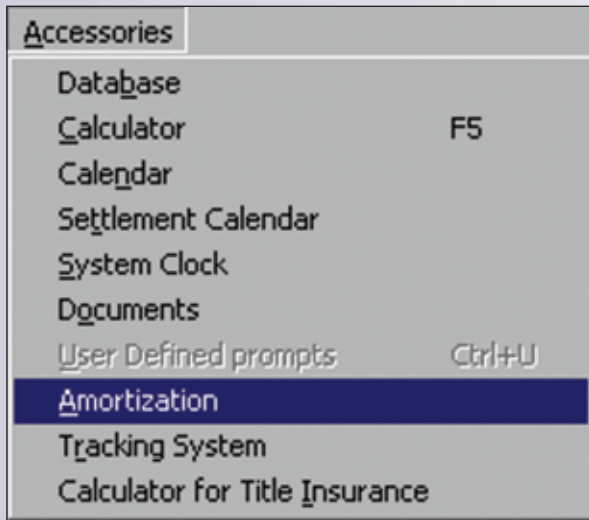 Accessories
Database
Calculator F5
Calendar
Settlement Calendar
System Clock
Documents
User Defined prompts Ctrl+U
Amortization
Tracking System
Calculator for Title Insurance